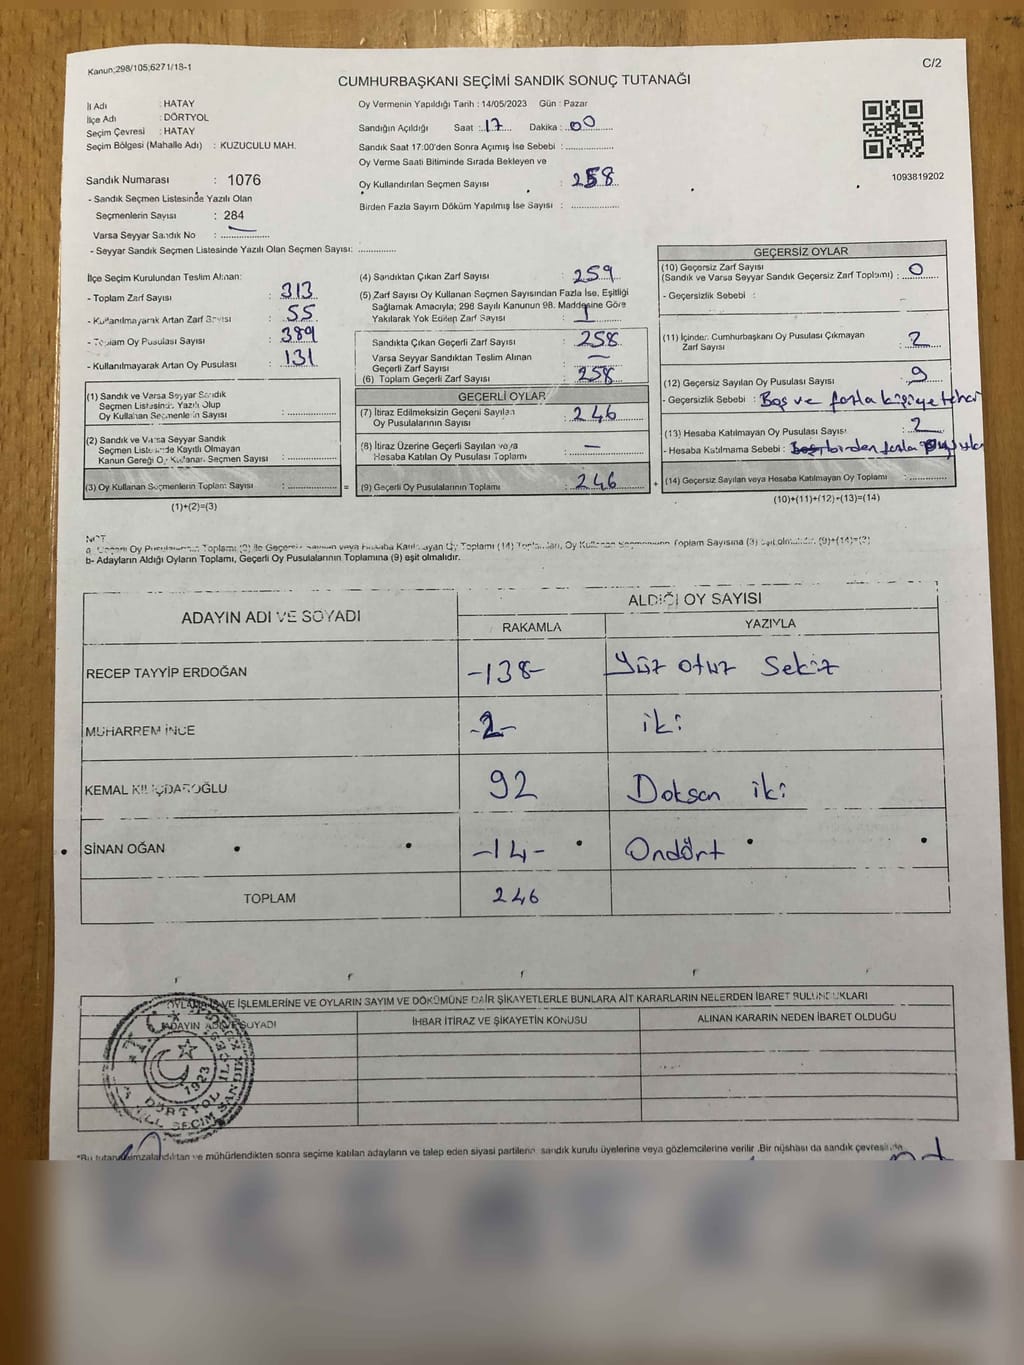 Kanun;298/105;6271/18-1
C/2
CUMHURBAŞKANI SEÇİMİ SANDIK SONUÇ TUTANAĞI
İl Adı : HATAY
İlçe Adı : DÖRTYOL
Seçim Çevresi : HATAY
Seçim Bölgesi (Mahalle Adı) : KUZUCULU MAH.
Sandık Numarası : 1076
- Sandık Seçmen Listesinde Yazılı Olan
Seçmenlerin Sayısı : 284
Varsa Seyyar Sandık No :
- Seyyar Sandık Seçmen Listesinde Yazılı Olan Seçmen Sayısı:
Oy Vermenin Yapıldığı Tarih : 14/05/2023 Gün : Pazar
Sandığın Açıldığı Saat : 17 Dakika : 00
Sandık Saat 17:00'den Sonra Açımış İse Sebebi :
Oy Verme Saati Bitiminde Sırada Bekleyen ve
Oy Kullandırılan Seçmen Sayısı : 258
Birden Fazla Sayım Döküm Yapılmış İse Sayısı :
1093819202
İlçe Seçim Kurulundan Teslim Alınan:
- Toplam Zarf Sayısı : 313
- Kullanılmayarak Artan Zarf Sayısı : 55
- Toplam Oy Pusulası Sayısı : 389
- Kullanılmayarak Artan Oy Pusulası : 131
(4) Sandıktan Çıkan Zarf Sayısı : 259
(5) Zarf Sayısı Oy Kullanan Seçmen Sayısından Fazla İse, Eşitliği
Sağlamak Amacıyla; 298 Sayılı Kanunun 98. Maddesine Göre
Yakılarak Yok Edilen Zarf Sayısı : 1
Sandıkta Çıkan Geçerli Zarf Sayısı : 258
Varsa Seyyar Sandıktan Teslim Alınan
Geçerli Zarf Sayısı : —
(6) Toplam Geçerli Zarf Sayısı : 258
GEÇERSİZ OYLAR
(10) Geçersiz Zarf Sayısı
(Sandık ve Varsa Seyyar Sandık Geçersiz Zarf Toplamı) : 0
- Geçersizlik Sebebi :
(11) İçinden Cumhurbaşkanı Oy Pusulası Çıkmayan
Zarf Sayısı : 2
(12) Geçersiz Sayılan Oy Pusulası Sayısı : 9
- Geçersizlik Sebebi : Boş ve fazla kişiye tercih
(13) Hesaba Katılmayan Oy Pusulası Sayısı : 2
- Hesaba Katılmama Sebebi : birden fazla
(14) Geçersiz Sayılan veya Hesaba Katılmayan Oy Toplamı :
(10)+(11)+(12)+(13)=(14)
(1) Sandık ve Varsa Seyyar Sandık
Seçmen Listesinde Yazılı Olup
Oy Kullanan Seçmenlerin Sayısı :
(2) Sandık ve Varsa Seyyar Sandık
Seçmen Listesinde Kayıtlı Olmayan
Kanun Gereği Oy Kullanan Seçmen Sayısı :
(3) Oy Kullanan Seçmenlerin Toplam Sayısı : =
(1)+(2)=(3)
GEÇERLİ OYLAR
(7) İtiraz Edilmeksizin Geçerli Sayılan
Oy Pusulalarının Sayısı : 246
(8) İtiraz Üzerine Geçerli Sayılan veya
Hesaba Katılan Oy Pusulası Toplamı : —
(9) Geçerli Oy Pusulalarının Toplamı : 246 +
NOT
a- Geçerli Oy Pusulalarının Toplamı (9) ile Geçersiz Sayılan veya Hesaba Katılmayan Oy Toplamı (14) Toplamları, Oy Kullanan Seçmenlerin Toplam Sayısına (3) eşit olmalıdır. (9)+(14)=(3)
b- Adayların Aldığı Oyların Toplamı, Geçerli Oy Pusulalarının Toplamına (9) eşit olmalıdır.
ADAYIN ADI VE SOYADI
ALDIĞI OY SAYISI
RAKAMLA YAZIYLA
RECEP TAYYİP ERDOĞAN -138- Yüz otuz Sekiz
MUHARREM İNCE -2- iki
KEMAL KILIÇDAROĞLU 92 Doksan iki
SİNAN OĞAN -14- Ondört
TOPLAM 246
OYLAMA İŞ VE İŞLEMLERİNE VE OYLARIN SAYIM VE DÖKÜMÜNE DAİR ŞİKAYETLERLE BUNLARA AİT KARARLARIN NELERDEN İBARET BULUNDUKLARI
ADAYIN ADI VE SOYADI
İHBAR İTİRAZ VE ŞİKAYETİN KONUSU
ALINAN KARARIN NEDEN İBARET OLDUĞU
T.C.
1923
DÖRTYOL İLÇE
SEÇİM SANDIK
*Bu tutanak imzalandıktan ve mühürlendikten sonra seçime katılan adayların ve talep eden siyasi partilerin sandık kurulu üyelerine veya gözlemcilerine verilir .Bir nüshası da sandık çevresinde